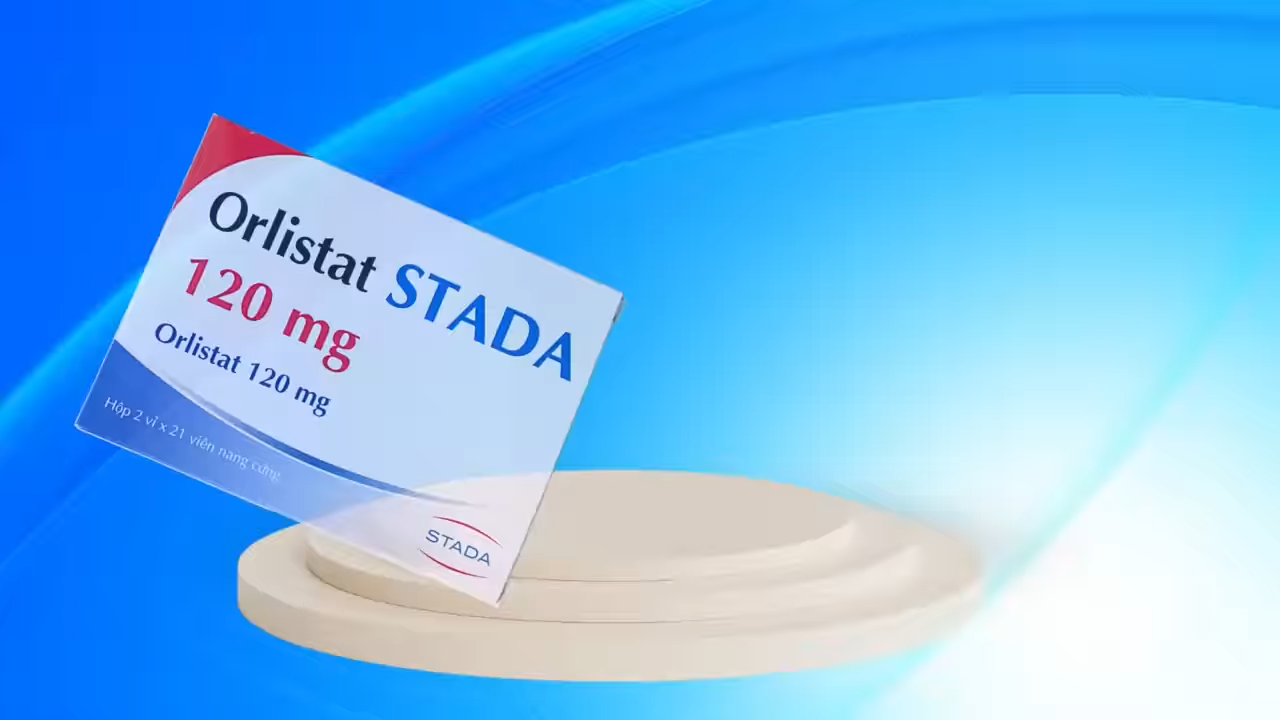 Orlistat STADA
120 mg
Orlistat 120 mg
Hộp 2 vỉ x 21 viên nang cứng
STADA